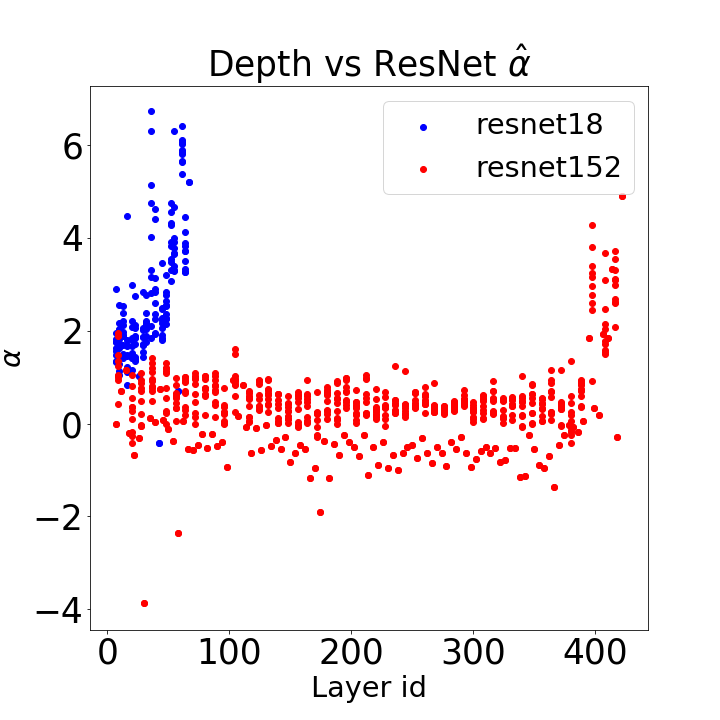 Depth vs ResNet α̂
resnet18
resnet152
α
6
4
2
0
−2
−4
0 100 200 300 400
Layer id